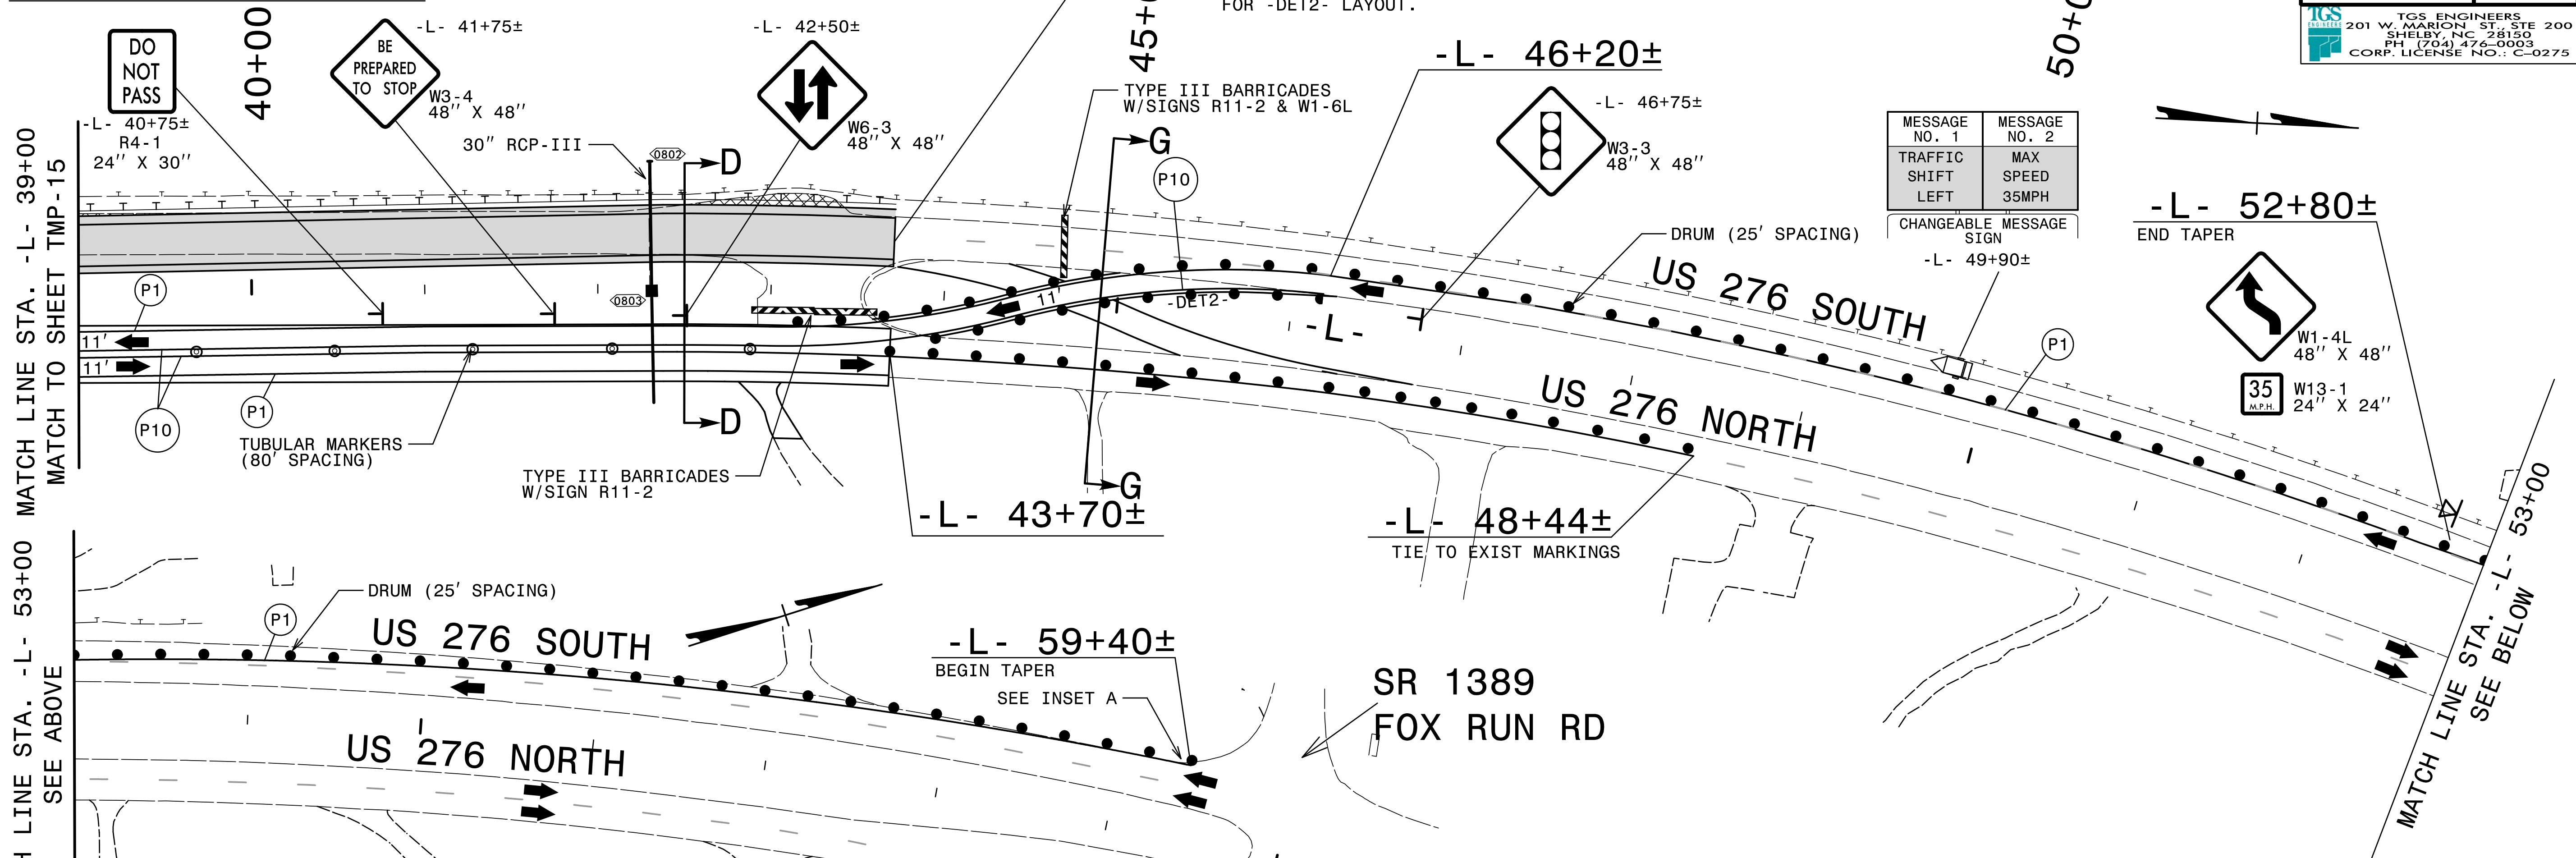 FOR -DET2- LAYOUT.
TGS
ENGINEERS
TGS ENGINEERS
201 W. MARION ST., STE 200
SHELBY, NC 28150
PH (704) 476-0003
CORP. LICENSE NO.: C-0275
DO
NOT
PASS
-L- 40+75±
R4-1
24" X 30"
40+00
BE
PREPARED
TO STOP
-L- 41+75±
W3-4
48" X 48"
30" RCP-III
0802
0803
D
D
-L- 42+50±
W6-3
48" X 48"
TYPE III BARRICADES
W/SIGNS R11-2 & W1-6L
G
G
P10
-L- 46+20±
-L- 46+75±
W3-3
48" X 48"
MESSAGE
NO. 1
MESSAGE
NO. 2
TRAFFIC
SHIFT
LEFT
MAX
SPEED
35MPH
CHANGEABLE MESSAGE
SIGN
-L- 49+90±
-L- 52+80±
END TAPER
W1-4L
48" X 48"
35
M.P.H.
W13-1
24" X 24"
MATCH LINE STA. -L- 39+00
MATCH TO SHEET TMP-15
P1
11'
11'
P10
P1
TUBULAR MARKERS
(80' SPACING)
TYPE III BARRICADES
W/SIGN R11-2
11'
-DET2-
-L-
DRUM (25' SPACING)
US 276 SOUTH
US 276 NORTH
P1
-L- 43+70±
-L- 48+44±
TIE TO EXIST MARKINGS
MATCH LINE STA. -L- 53+00
SEE BELOW
LINE STA. -L- 53+00
SEE ABOVE
P1
DRUM (25' SPACING)
US 276 SOUTH
US 276 NORTH
-L- 59+40±
BEGIN TAPER
SEE INSET A
SR 1389
FOX RUN RD